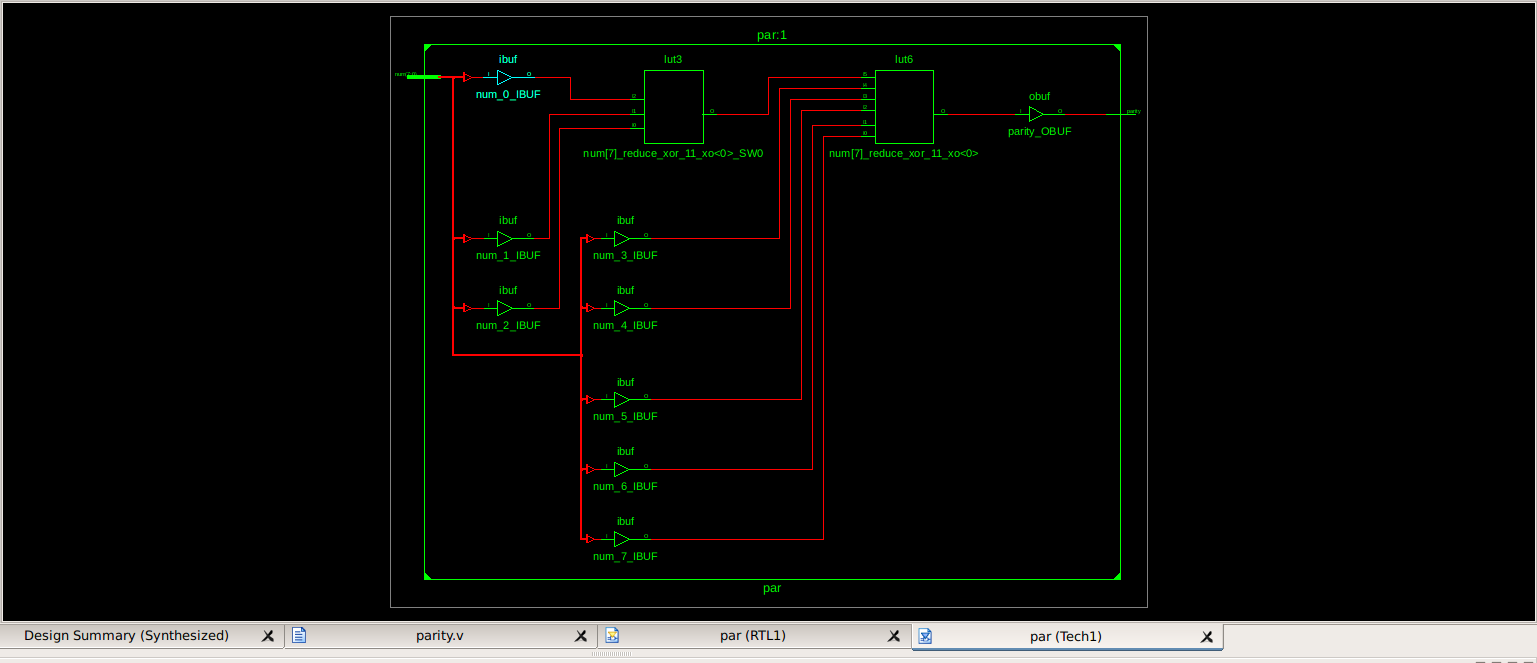 par:1
ibuf
lut3
lut6
num_0_IBUF
obuf
parity
parity_OBUF
num[7]_reduce_xor_11_xo<0>_SW0
num[7]_reduce_xor_11_xo<0>
ibuf
ibuf
num_1_IBUF
num_3_IBUF
ibuf
ibuf
num_2_IBUF
num_4_IBUF
ibuf
num_5_IBUF
ibuf
num_6_IBUF
ibuf
num_7_IBUF
par
Design Summary (Synthesized)
parity.v
par (RTL1)
par (Tech1)